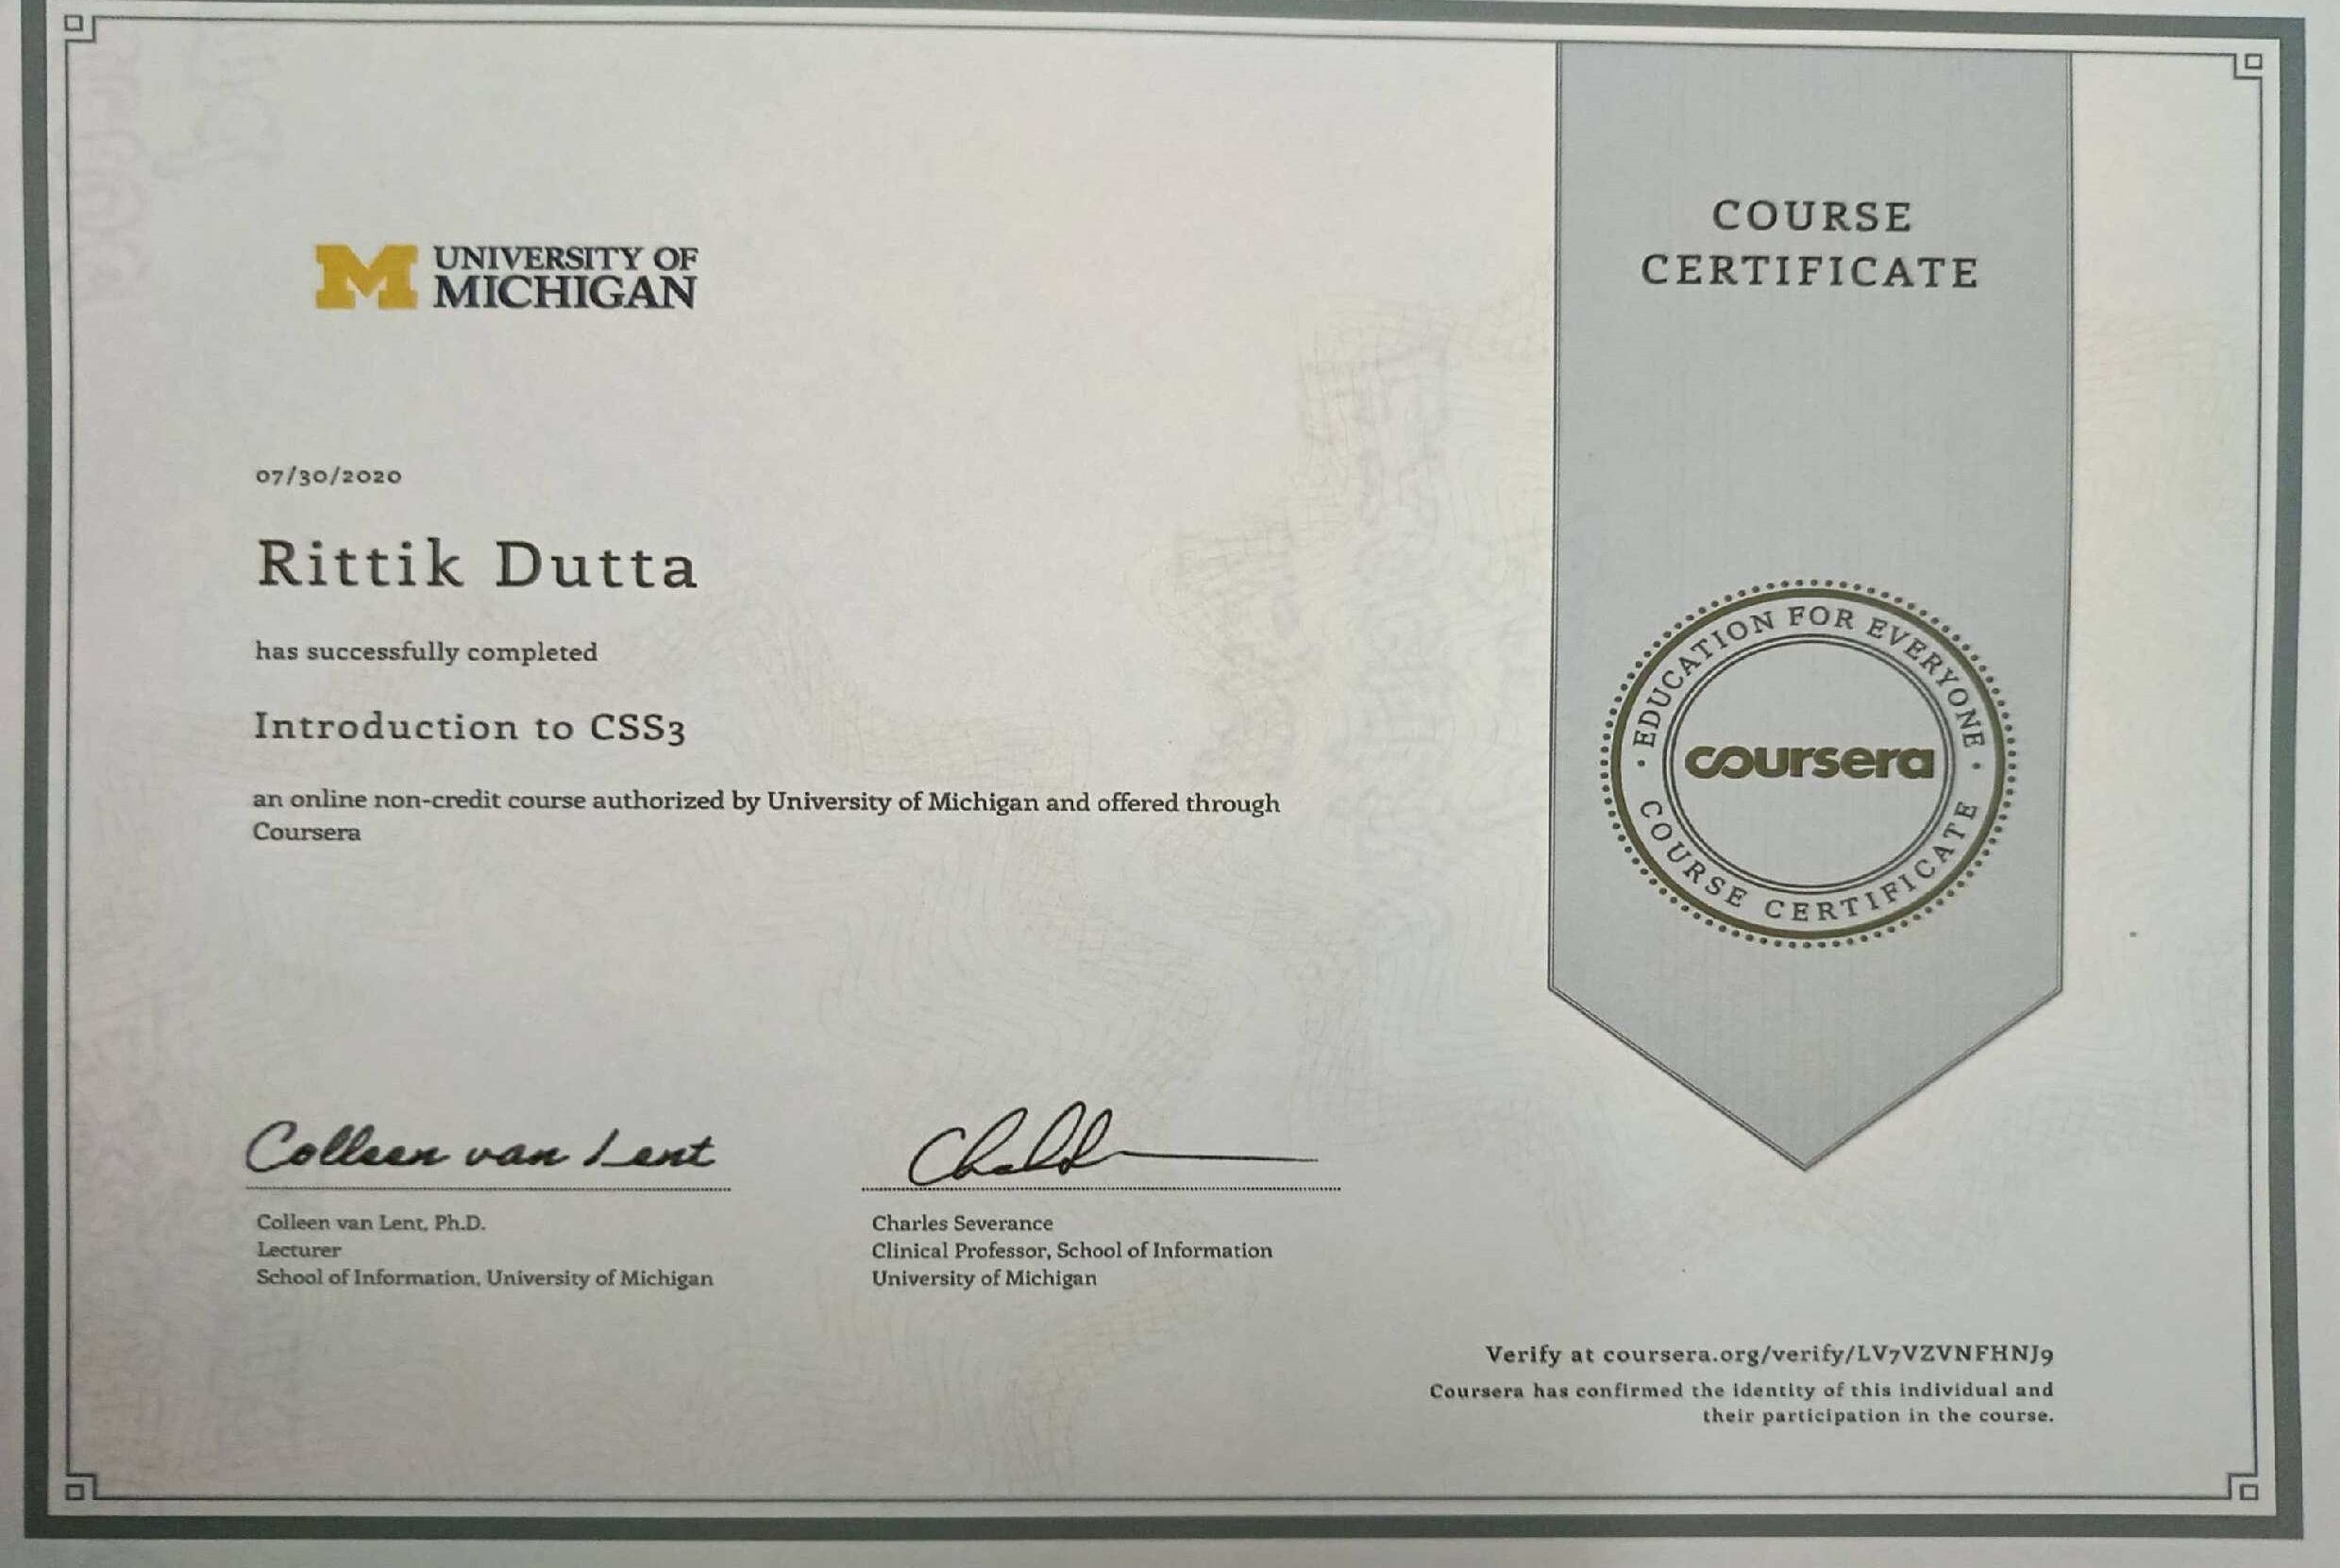 UNIVERSITY OF
MICHIGAN
07/30/2020
Rittik Dutta
has successfully completed
Introduction to CSS3
an online non-credit course authorized by University of Michigan and offered through
Coursera
Colleen van Lent
Colleen van Lent, Ph.D.
Lecturer
School of Information, University of Michigan
Charles Severance
Clinical Professor, School of Information
University of Michigan
COURSE
CERTIFICATE
EDUCATION FOR EVERYONE
coursera
COURSE CERTIFICATE
Verify at coursera.org/verify/LV7VZVNFHNJ9
Coursera has confirmed the identity of this individual and
their participation in the course.